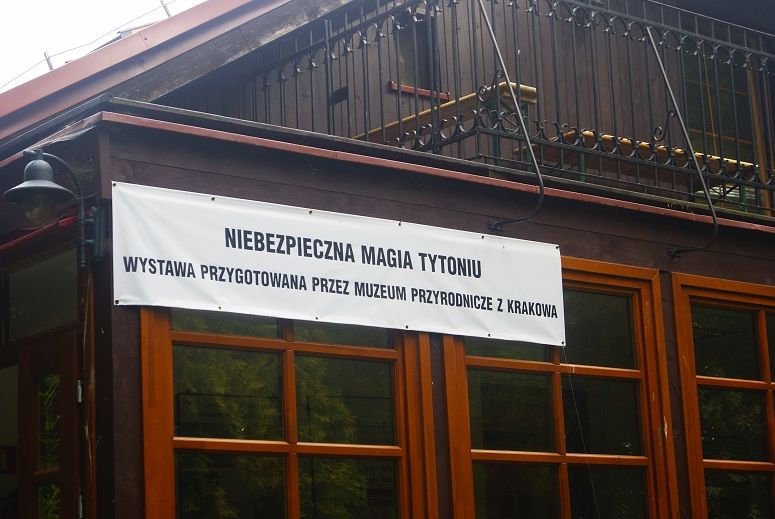 NIEBEZPIECZNA MAGIA TYTONIU
WYSTAWA PRZYGOTOWANA PRZEZ MUZEUM PRZYRODNICZE Z KRAKOWA